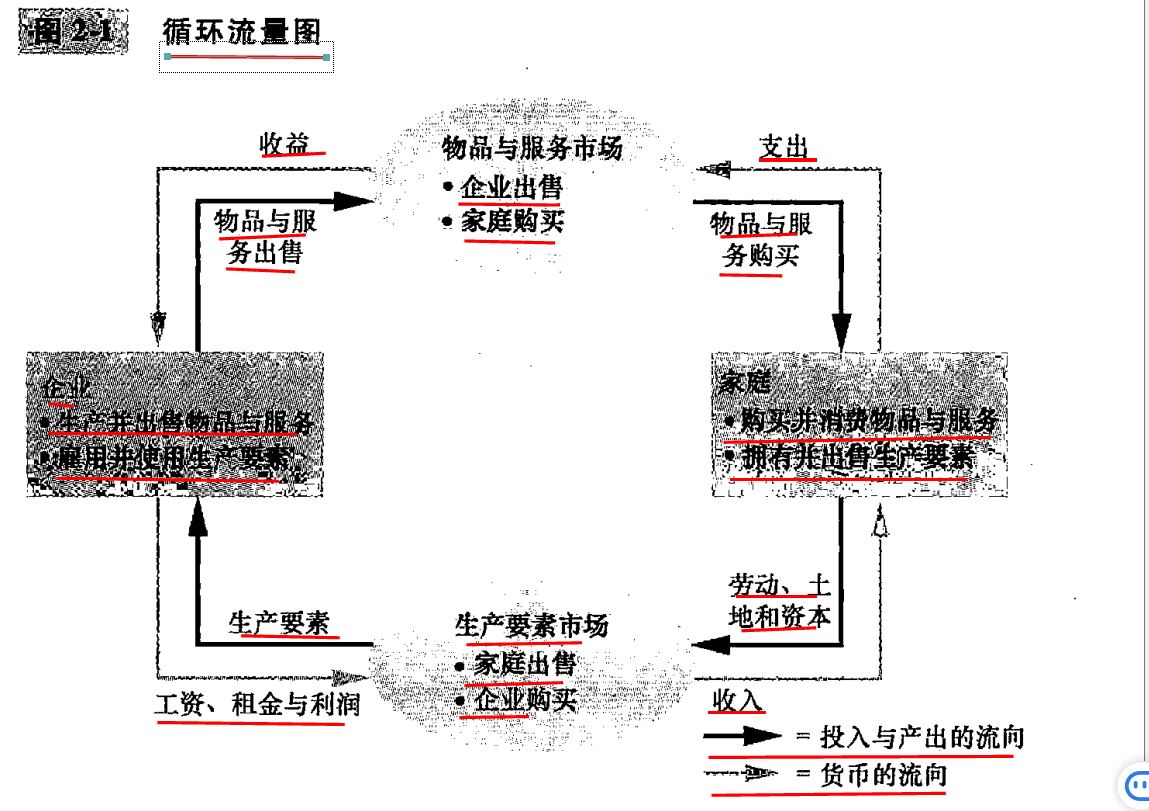 图 2-1 循环流量图
收益
物品与服务市场
• 企业出售
• 家庭购买
支出
物品与服
务出售
物品与服
务购买
企业
• 生产并出售物品与服务
• 雇用并使用生产要素
家庭
• 购买并消费物品与服务
• 拥有并出售生产要素
生产要素
生产要素市场
• 家庭出售
• 企业购买
劳动、土
地和资本
工资、租金与利润
收入
= 投入与产出的流向
= 货币的流向